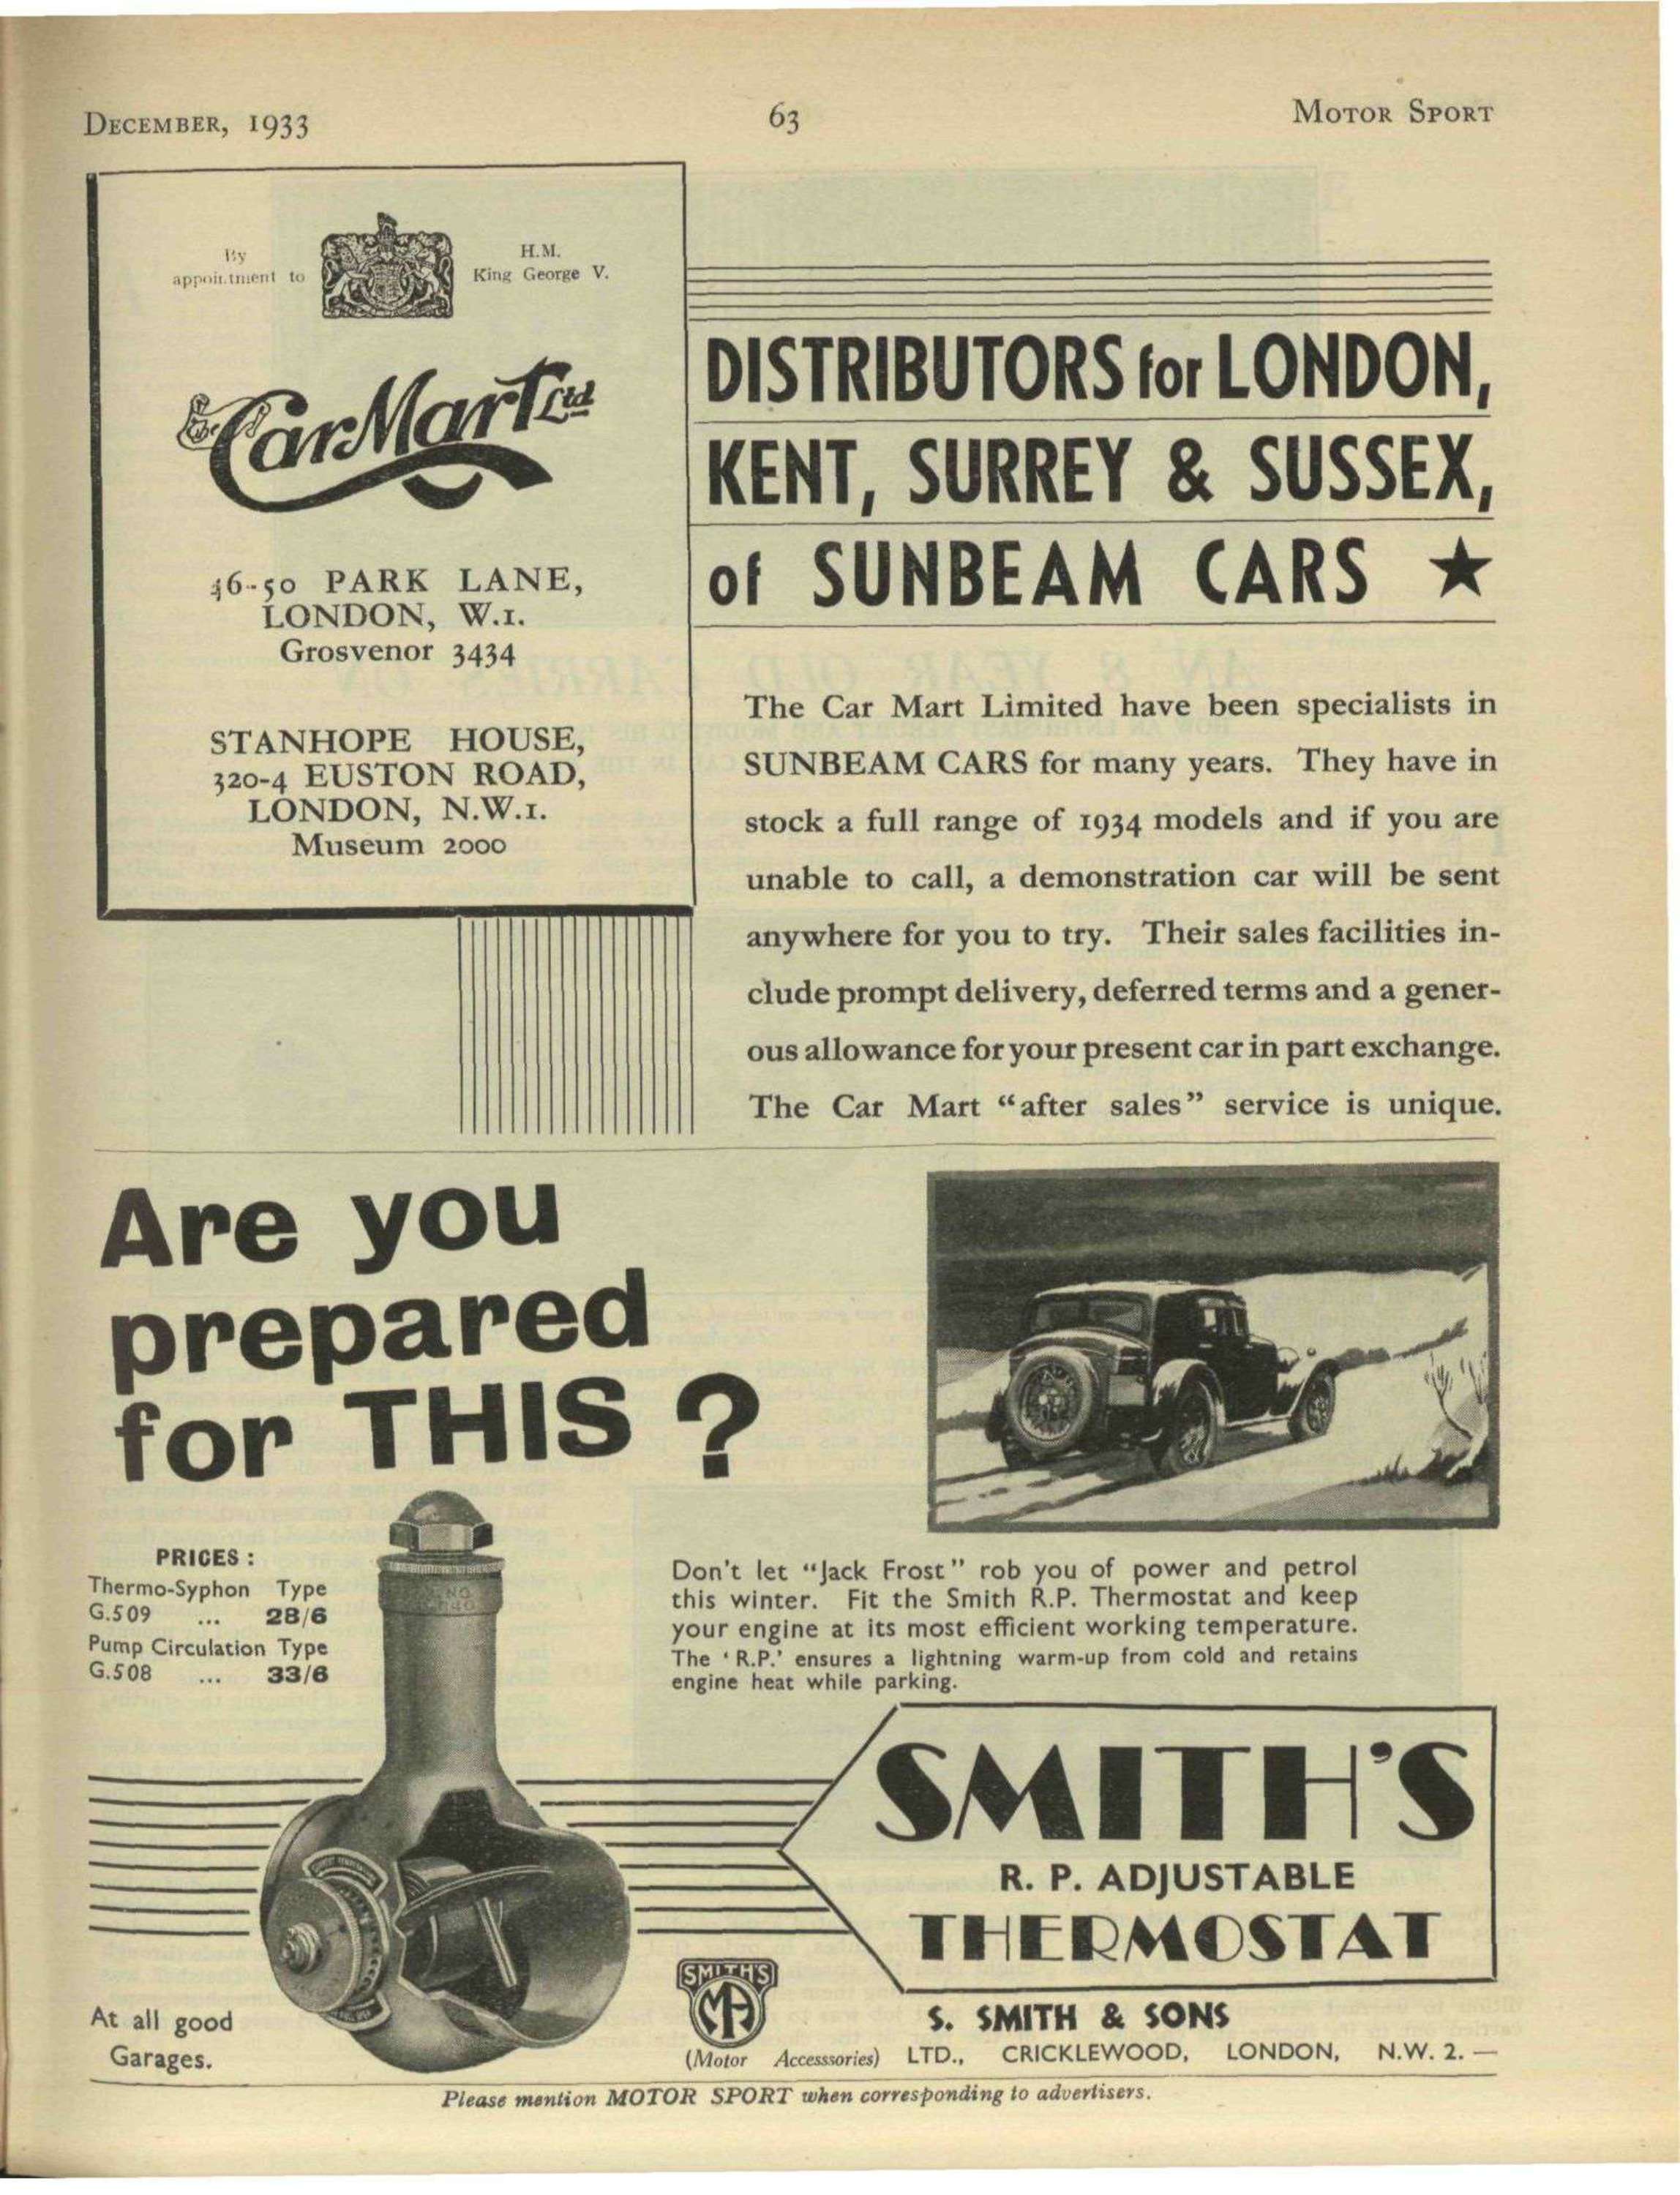 DECEMBER, 1933
63
MOTOR SPORT
By
appointment to
H.M.
King George V.
CarMart Ltd
46-50 PARK LANE,
LONDON, W.1.
Grosvenor 3434
STANHOPE HOUSE,
320-4 EUSTON ROAD,
LONDON, N.W.1.
Museum 2000
DISTRIBUTORS for LONDON,
KENT, SURREY & SUSSEX,
of SUNBEAM CARS ★
The Car Mart Limited have been specialists in
SUNBEAM CARS for many years. They have in
stock a full range of 1934 models and if you are
unable to call, a demonstration car will be sent
anywhere for you to try. Their sales facilities in-
clude prompt delivery, deferred terms and a gener-
ous allowance for your present car in part exchange.
The Car Mart “after sales” service is unique.
Are you
prepared
for THIS ?
PRICES :
Thermo-Syphon Type
G.509 ... 28/6
Pump Circulation Type
G.508 ... 33/6
Don't let “Jack Frost” rob you of power and petrol
this winter. Fit the Smith R.P. Thermostat and keep
your engine at its most efficient working temperature.
The ‘R.P.’ ensures a lightning warm-up from cold and retains
engine heat while parking.
SMITH'S
R. P. ADJUSTABLE
THERMOSTAT
At all good
Garages.
SMITH'S
MA
S. SMITH & SONS
(Motor Accesssories) LTD., CRICKLEWOOD, LONDON, N.W. 2. —
Please mention MOTOR SPORT when corresponding to advertisers.